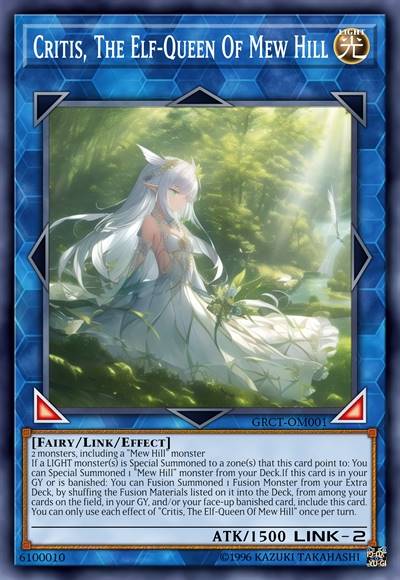 Critis, The Elf-Queen Of Mew Hill
LIGHT
光
GRCT-OM001
[Fairy/Link/Effect]
2 monsters, including a "Mew Hill" monster
If a LIGHT monster(s) is Special Summoned to a zone(s) that this card point to: You
can Special Summoned 1 "Mew Hill" monster from your Deck.If this card is in your
GY or is banished: You can Fusion Summoned 1 Fusion Monster from your Extra
Deck, by shuffing the Fusion Materials listed on it into the Deck, from among your
cards on the field, in your GY, and/or your face-up banished card, include this card.
You can only use each effect of "Critis, The Elf-Queen Of Mew Hill" once per turn.
ATK/1500 LINK-2
6100010
©1996 KAZUKI TAKAHASHI